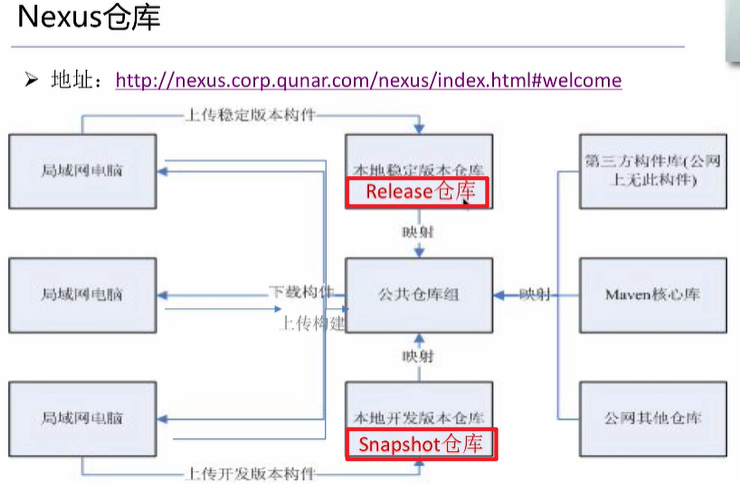 Nexus仓库
地址：http://nexus.corp.qunar.com/nexus/index.html#welcome
上传稳定版本构件
局域网电脑
本地稳定版本仓库
Release仓库
第三方构件库(公网
上无此构件)
映射
局域网电脑
下载构件
上传构建
公共仓库组
映射
Maven核心库
映射
局域网电脑
本地开发版本仓库
Snapshot仓库
公网其他仓库
上传开发版本构件